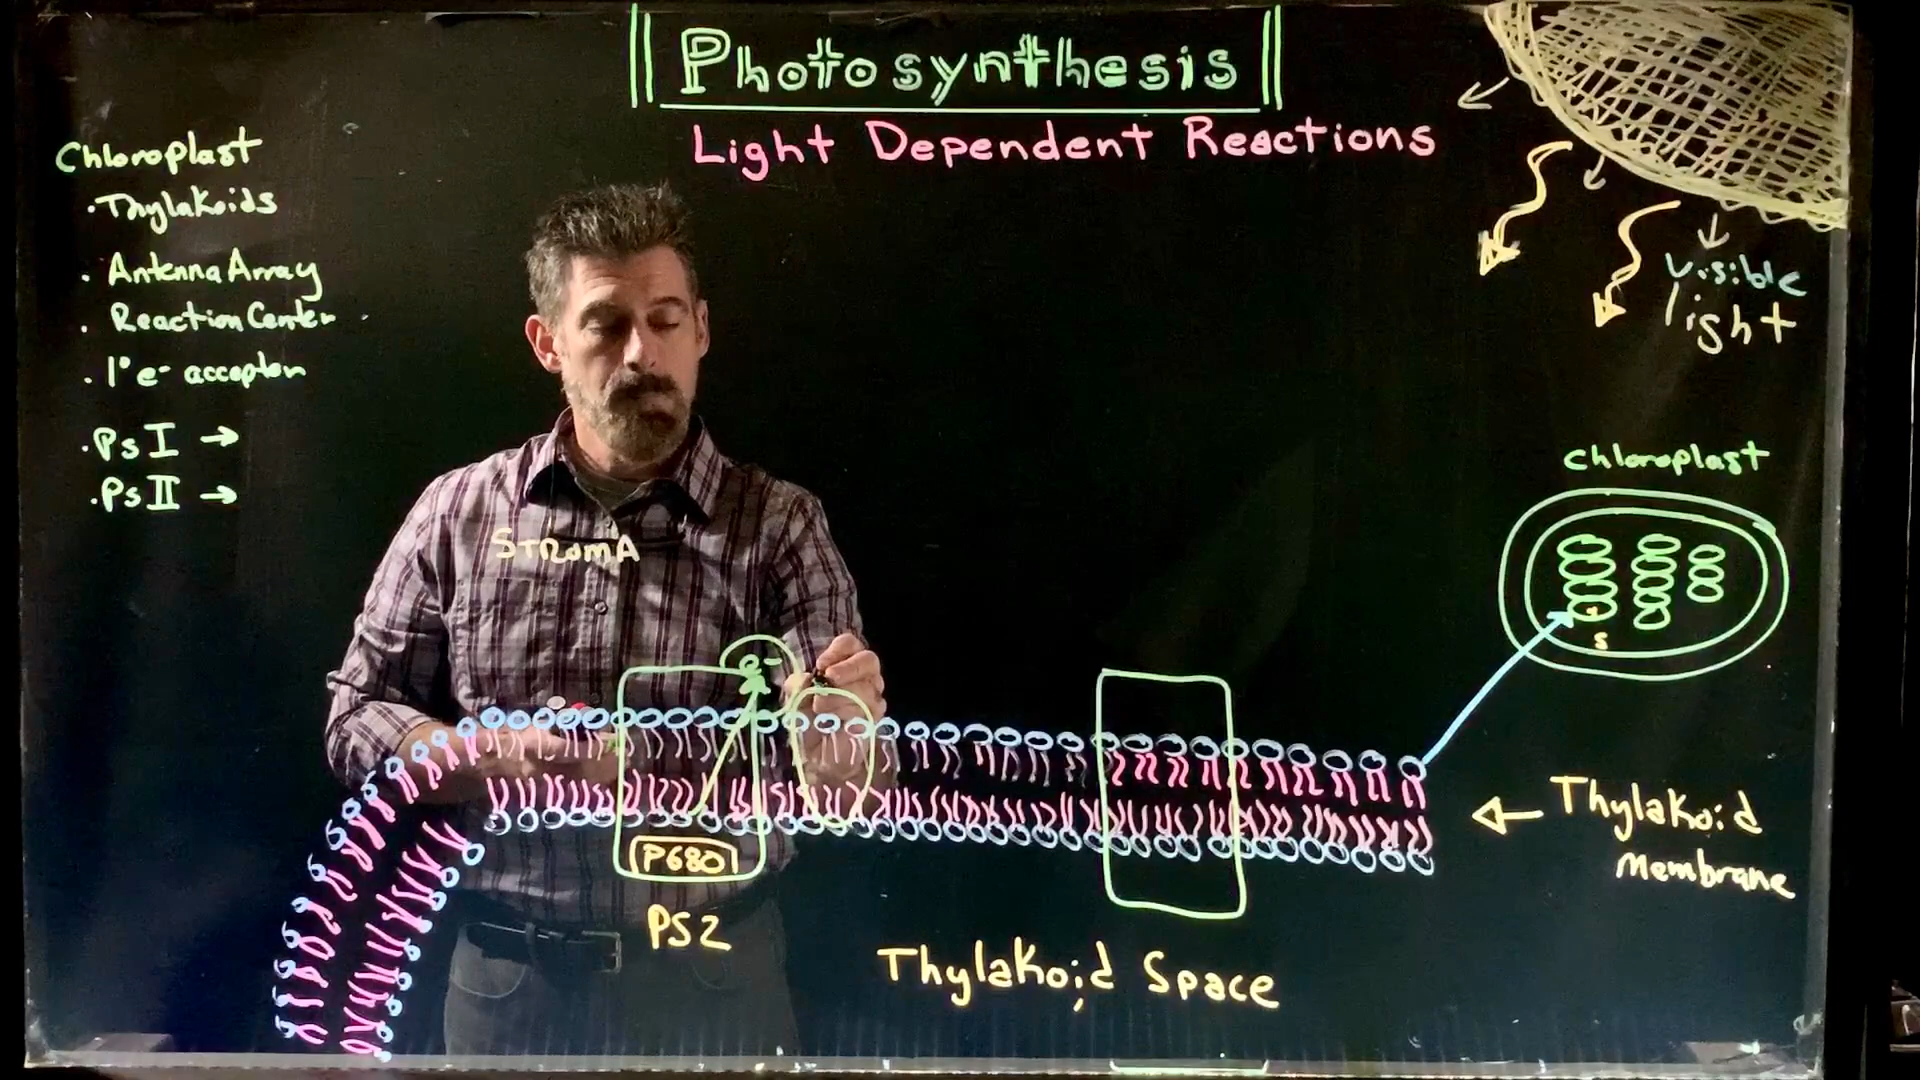 Photosynthesis
Light Dependent Reactions
Chloroplast
• Thylakoids
• Antenna Array
• Reaction Center
• 1° e⁻ acceptor
• PS I →
• PS II →
visible
light
STROMA
e-
P680
PS2
Thylakoid Space
chloroplast
s
Thylakoid
Membrane